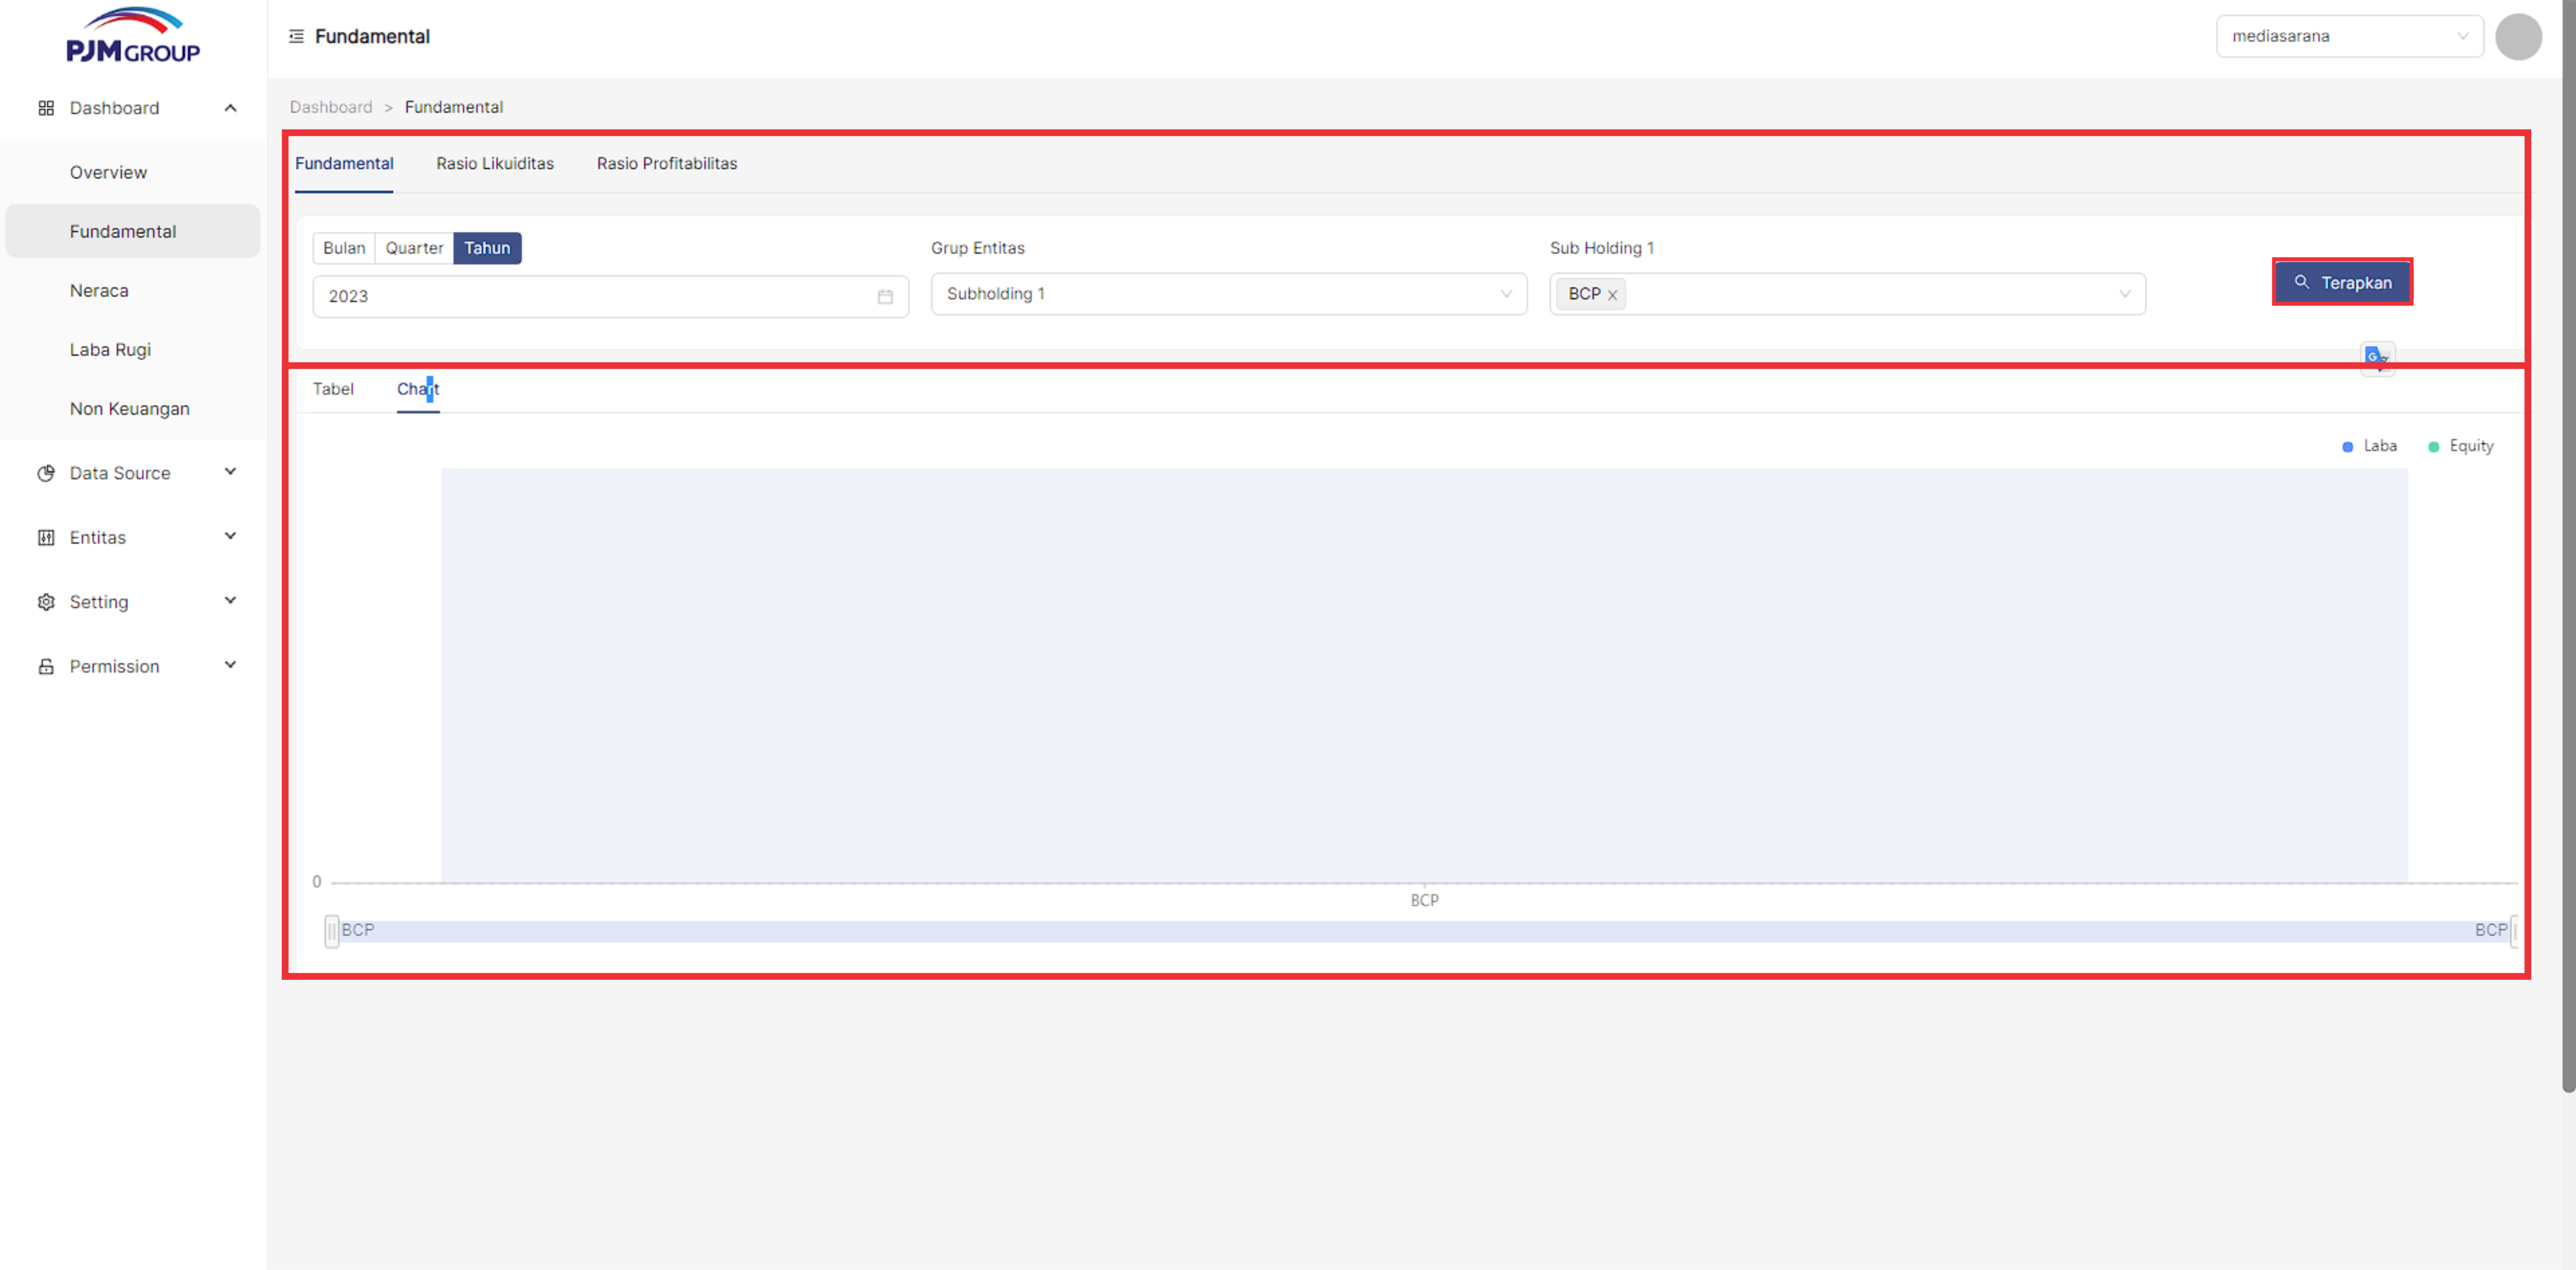 PJM GROUP
Fundamental
mediasarana
Dashboard
Overview
Fundamental
Neraca
Laba Rugi
Non Keuangan
Data Source
Entitas
Setting
Permission
Dashboard > Fundamental
Fundamental Rasio Likuiditas Rasio Profitabilitas
Bulan Quarter Tahun
2023
Grup Entitas
Subholding 1
Sub Holding 1
BCP
Terapkan
Tabel Chart
Laba Equity
0
BCP
BCP BCP